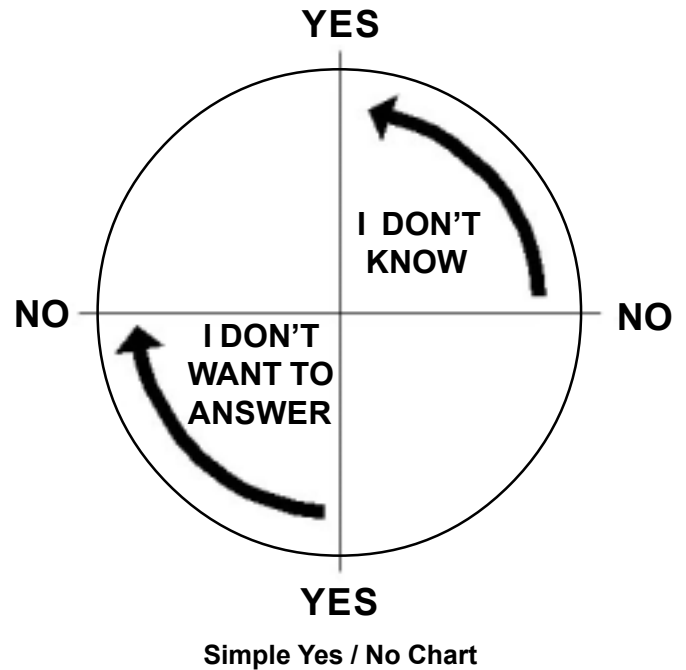 YES
I DON'T
KNOW
NO
NO
I DON'T
WANT TO
ANSWER
YES
Simple Yes / No Chart